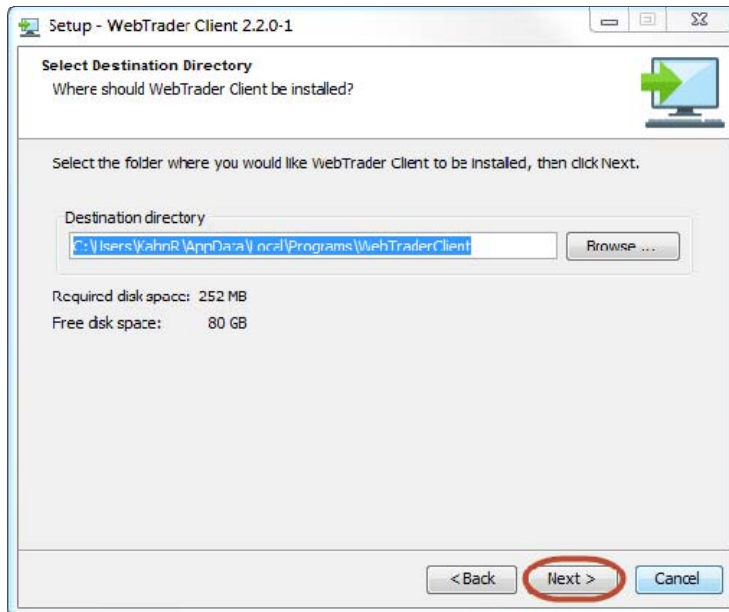 Setup - WebTrader Client 2.2.0-1
Select Destination Directory
Where should WebTrader Client be installed?
Select the folder where you would like WebTrader Client to be installed, then click Next.
Destination directory
C:\Users\KahnR\AppData\Local\Programs\WebTraderClient
Browse ...
Required disk space: 252 MB
Free disk space: 80 GB
< Back
Next >
Cancel